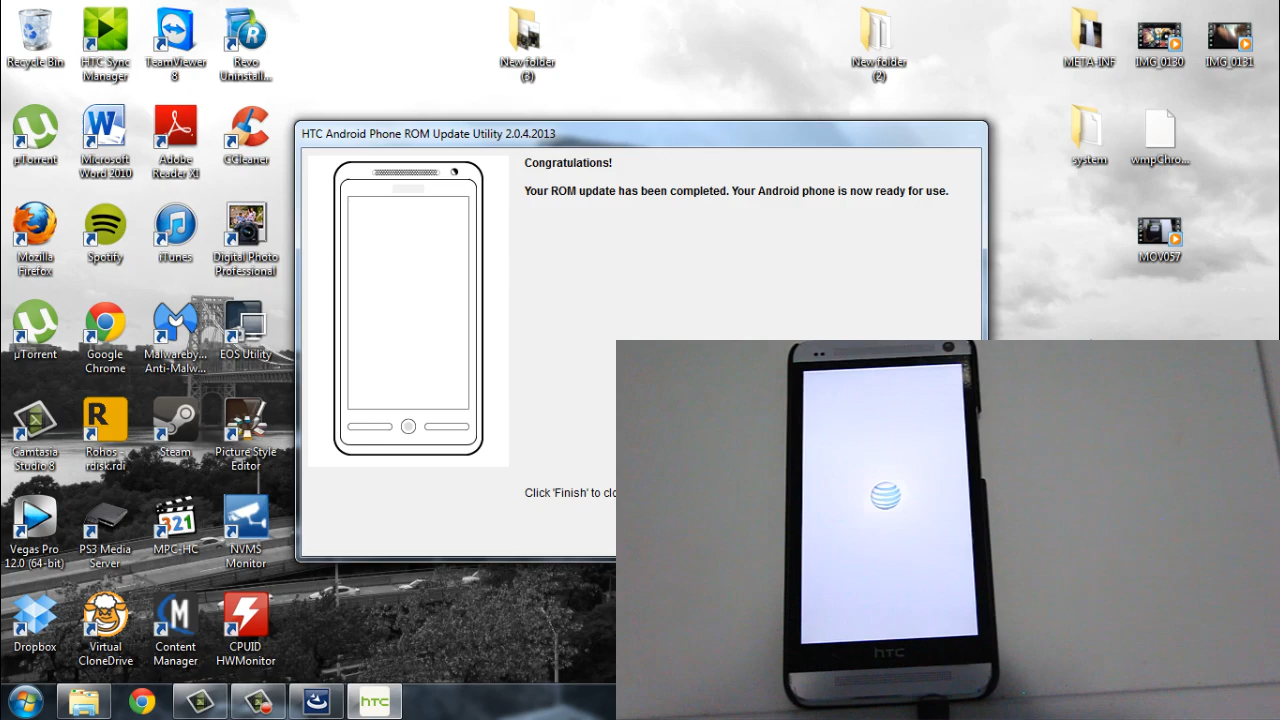 Recycle Bin
HTC Sync
Manager
TeamViewer
8
Revo
Uninstall...
New folder
(3)
New folder
(2)
META-INF
IMG_0130
IMG_0131
µTorrent
Microsoft
Word 2010
Adobe
Reader XI
CCleaner
system
wmpChro...
HTC Android Phone ROM Update Utility 2.0.4.2013
Congratulations!
Your ROM update has been completed. Your Android phone is now ready for use.
Click 'Finish' to clo
Mozilla
Firefox
Spotify
iTunes
Digital Photo
Professional
MOV057
µTorrent
Google
Chrome
Malwareby...
Anti-Malw...
EOS Utility
Camtasia
Studio 8
R
Rohos -
rdisk.rdi
Steam
Picture Style
Editor
Vegas Pro
12.0 (64-bit)
PS3 Media
Server
321
MPC-HC
NVMS
Monitor
Dropbox
Virtual
CloneDrive
Content
Manager
CPUID
HWMonitor
hTC
hTC